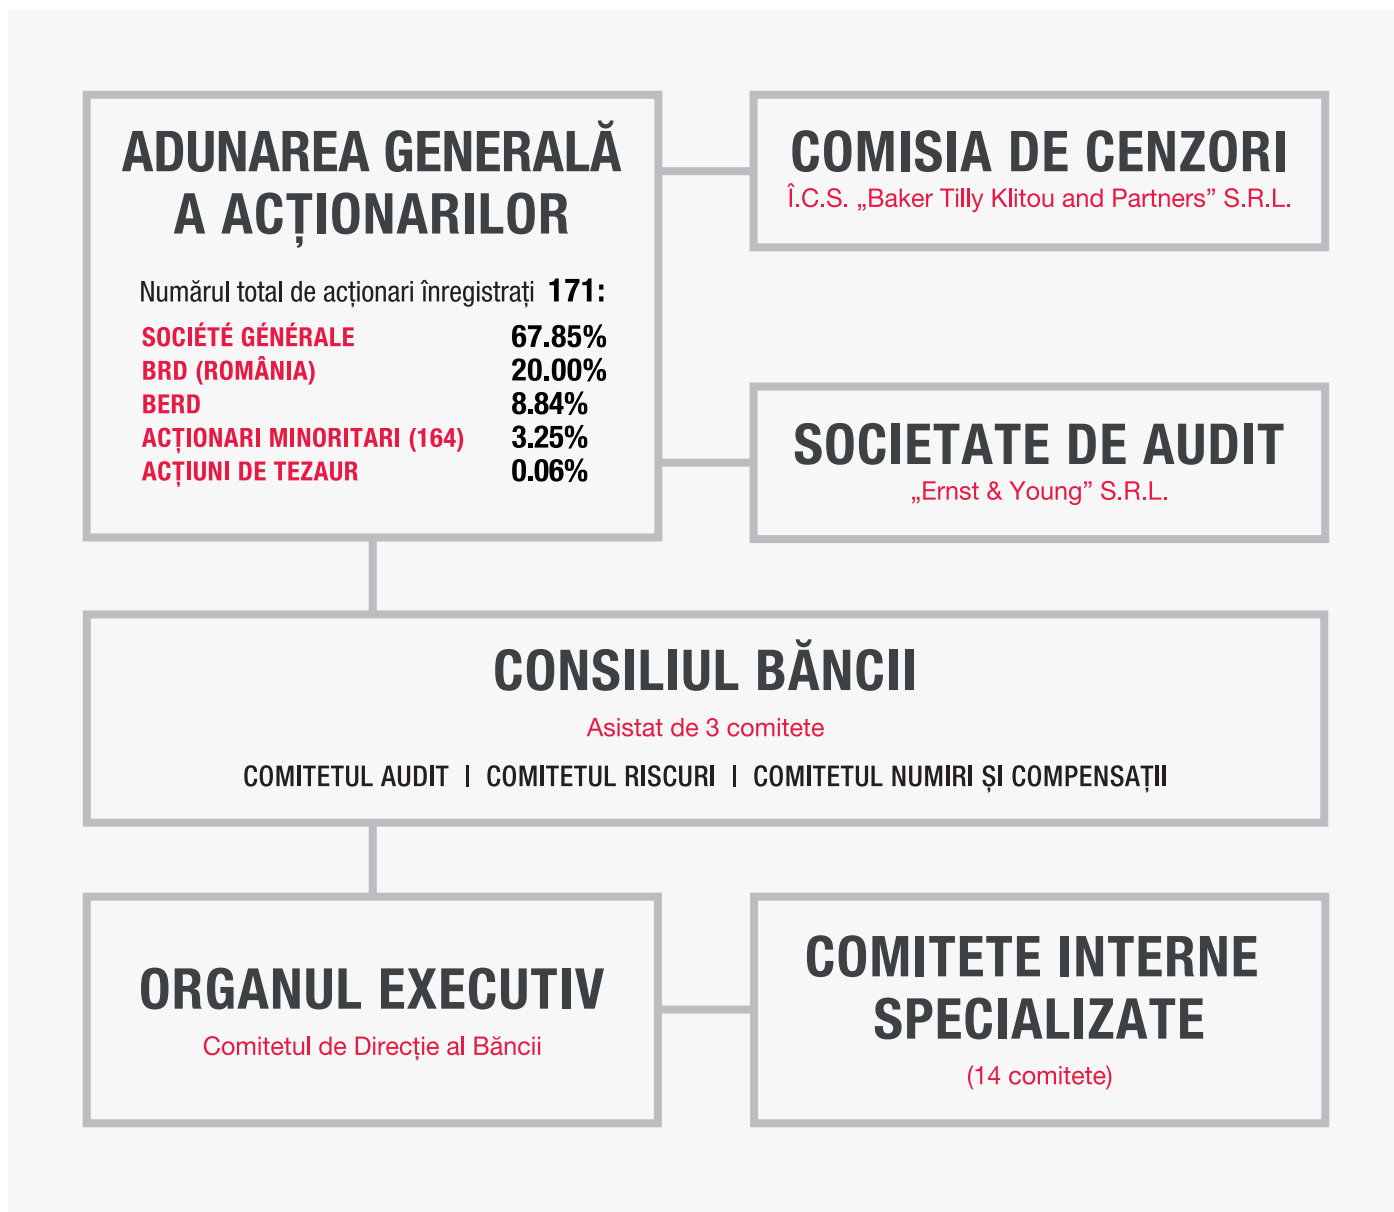 ADUNAREA GENERALĂ
A ACȚIONARILOR
Numărul total de acționari înregistrați 171:
SOCIÉTÉ GÉNÉRALE 67.85%
BRD (ROMÂNIA) 20.00%
BERD 8.84%
ACȚIONARI MINORITARI (164) 3.25%
ACȚIUNI DE TEZAUR 0.06%
COMISIA DE CENZORI
Î.C.S. „Baker Tilly Klitou and Partners” S.R.L.
SOCIETATE DE AUDIT
„Ernst & Young” S.R.L.
CONSILIUL BĂNCII
Asistat de 3 comitete
COMITETUL AUDIT | COMITETUL RISCURI | COMITETUL NUMIRI ȘI COMPENSAȚII
ORGANUL EXECUTIV
Comitetul de Direcție al Băncii
COMITETE INTERNE
SPECIALIZATE
(14 comitete)